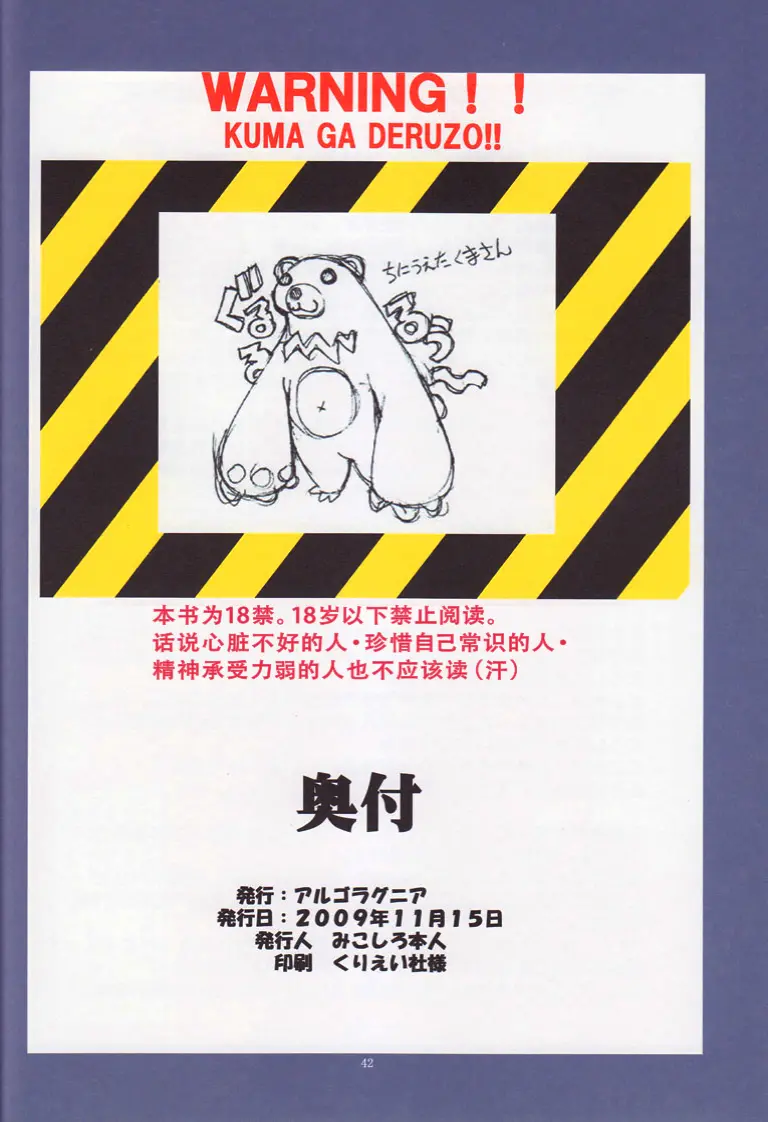 WARNING！！
KUMA GA DERUZO!!
ちにうえたくまさん
ぐるる
るぅ
本书为18禁。18岁以下禁止阅读。
话说心脏不好的人・珍惜自己常识的人・
精神承受力弱的人也不应该读（汗）
奥付
発行：アルゴラグニア
発行日：２００９年１１月１５日
発行人　みこしろ本人
印刷　くりえい社様
42